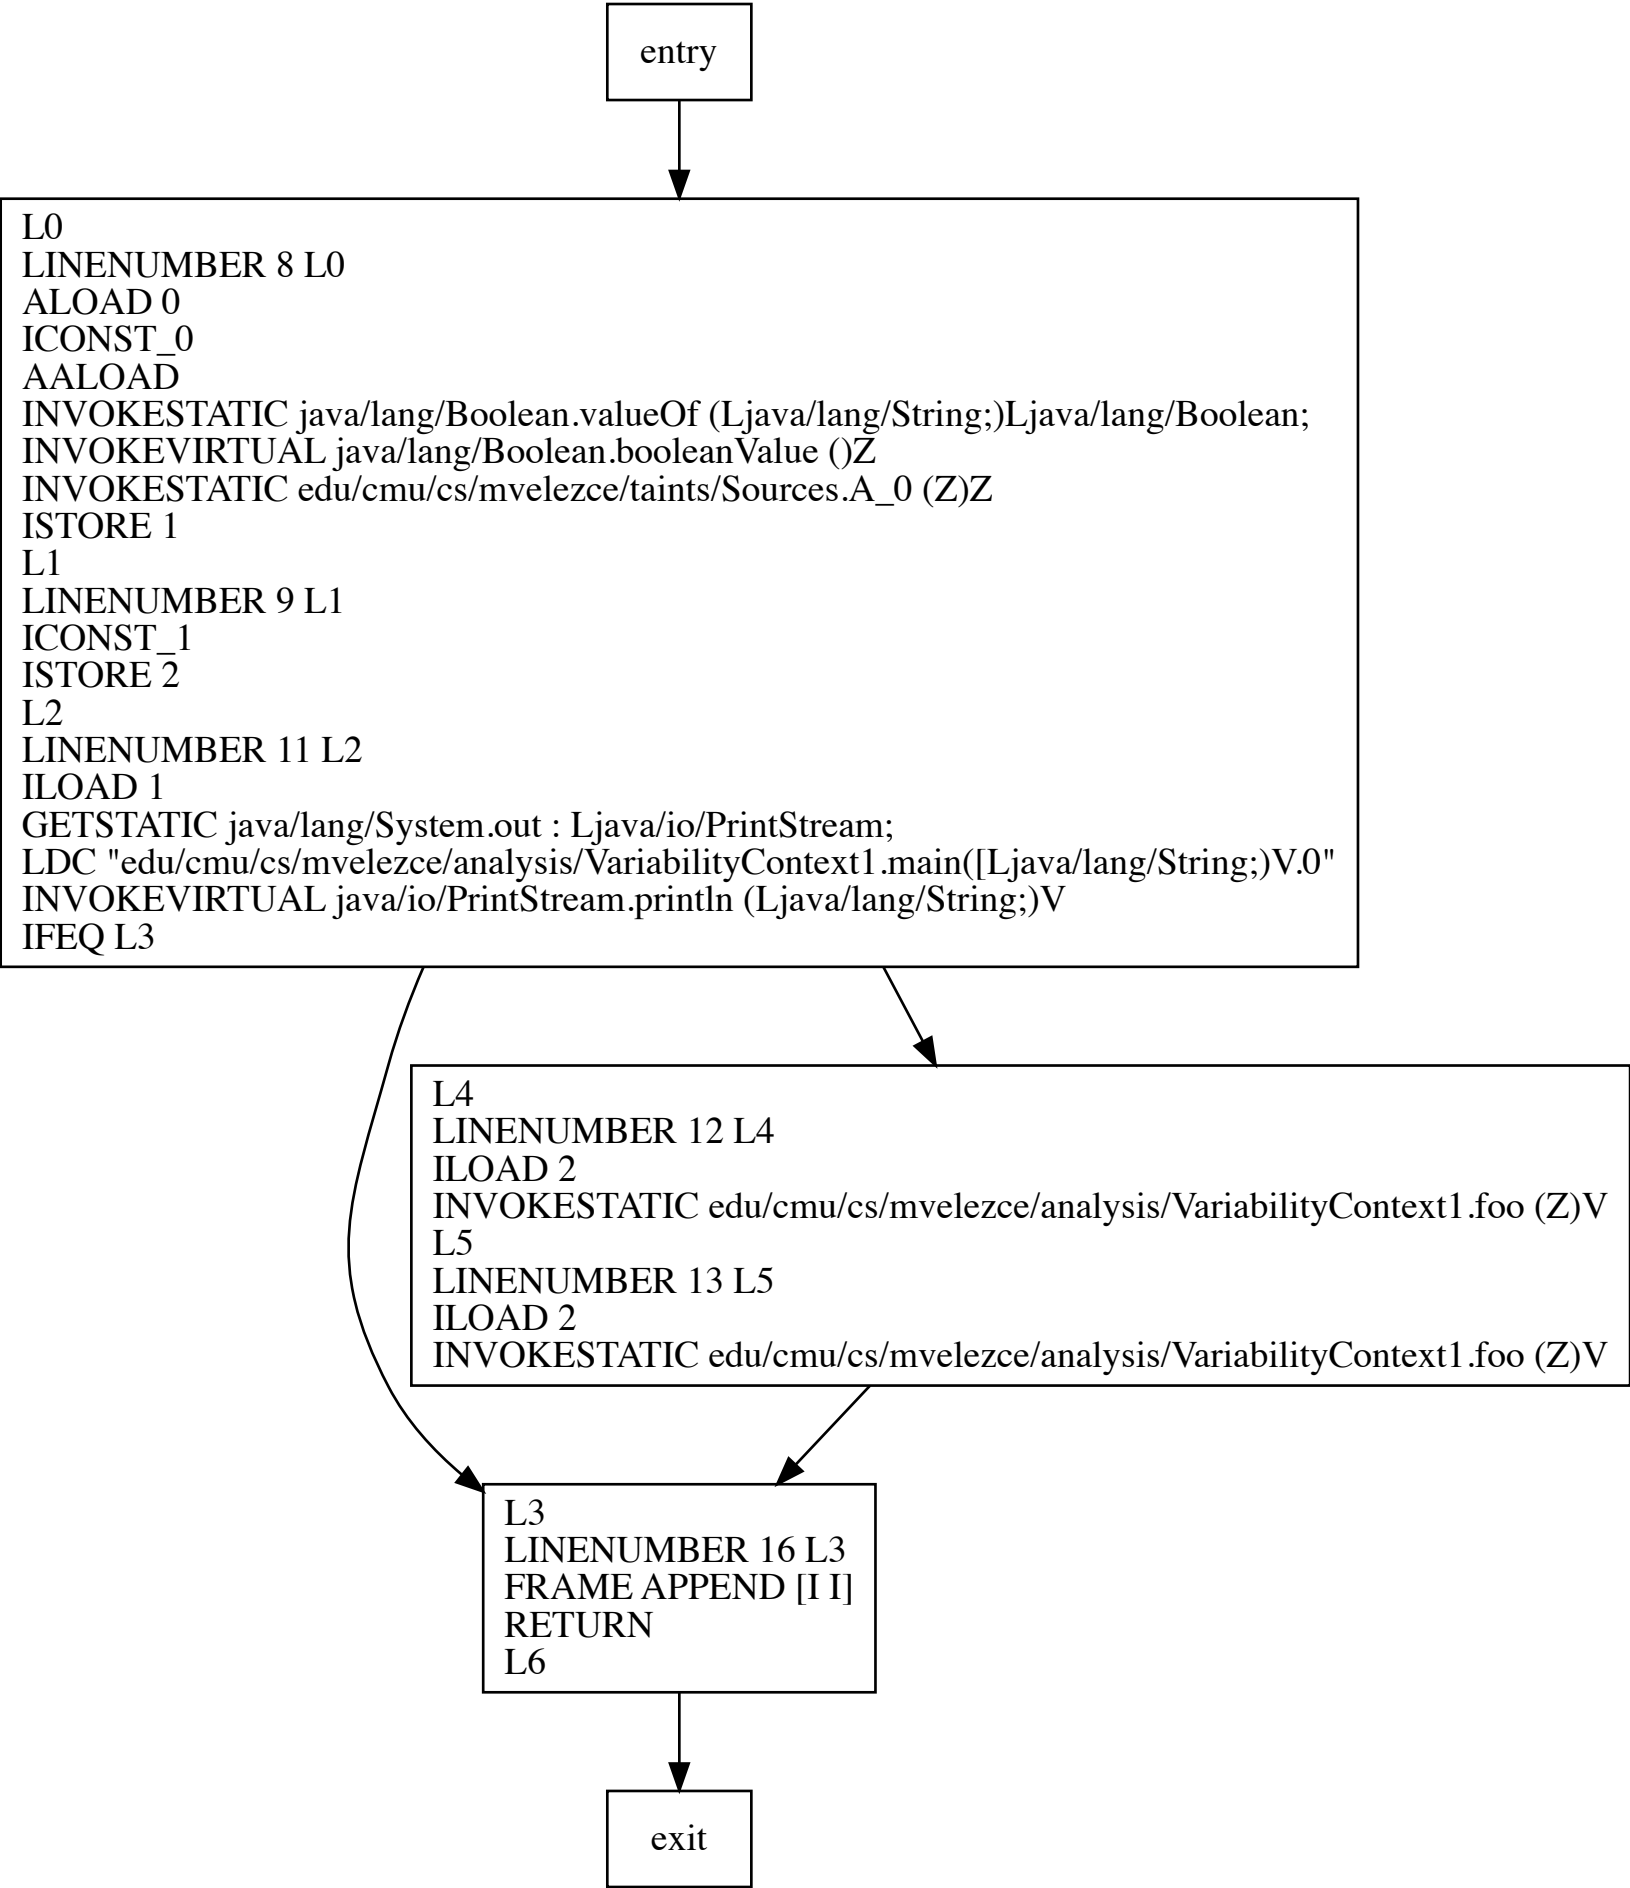 entry
L0
LINENUMBER 8 L0
ALOAD 0
ICONST_0
AALOAD
INVOKESTATIC java/lang/Boolean.valueOf (Ljava/lang/String;)Ljava/lang/Boolean;
INVOKEVIRTUAL java/lang/Boolean.booleanValue ()Z
INVOKESTATIC edu/cmu/cs/mvelezce/taints/Sources.A_0 (Z)Z
ISTORE 1
L1
LINENUMBER 9 L1
ICONST_1
ISTORE 2
L2
LINENUMBER 11 L2
ILOAD 1
GETSTATIC java/lang/System.out : Ljava/io/PrintStream;
LDC "edu/cmu/cs/mvelezce/analysis/VariabilityContext1.main([Ljava/lang/String;)V.0"
INVOKEVIRTUAL java/io/PrintStream.println (Ljava/lang/String;)V
IFEQ L3
L4
LINENUMBER 12 L4
ILOAD 2
INVOKESTATIC edu/cmu/cs/mvelezce/analysis/VariabilityContext1.foo (Z)V
L5
LINENUMBER 13 L5
ILOAD 2
INVOKESTATIC edu/cmu/cs/mvelezce/analysis/VariabilityContext1.foo (Z)V
L3
LINENUMBER 16 L3
FRAME APPEND [I I]
RETURN
L6
exit